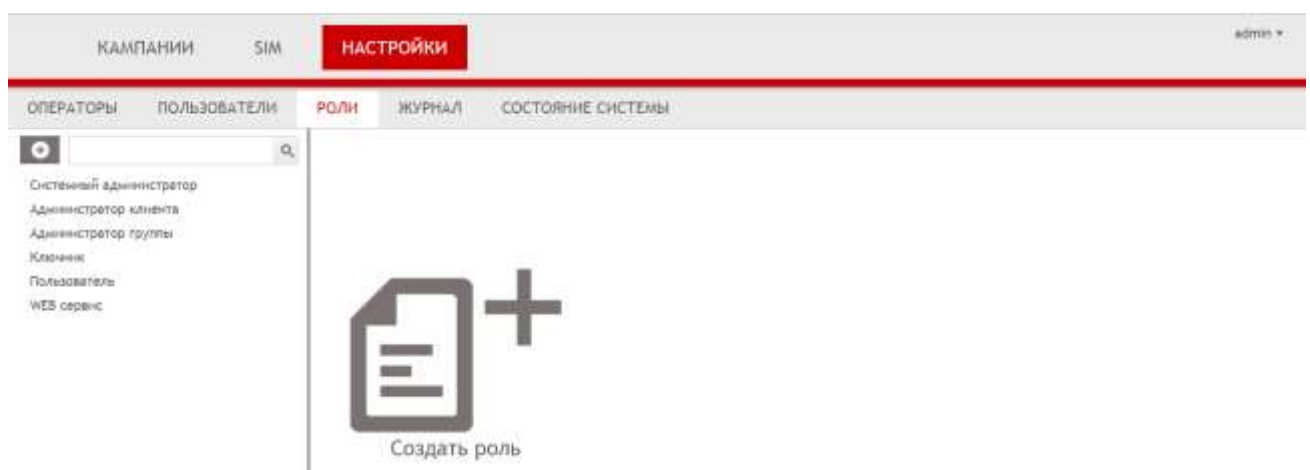 КАМПАНИИ SIM НАСТРОЙКИ admin
ОПЕРАТОРЫ ПОЛЬЗОВАТЕЛИ РОЛИ ЖУРНАЛ СОСТОЯНИЕ СИСТЕМЫ
Системный администратор
Администратор клиента
Администратор группы
Ключник
Пользователь
WEB сервис
Создать роль